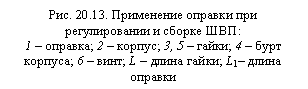 Рис. 20.13. Применение оправки при
регулировании и сборке ШВП:
1 – оправка; 2 – корпус; 3, 5 – гайки; 4 – бурт
корпуса; 6 – винт; L – длина гайки; L1– длина
оправки